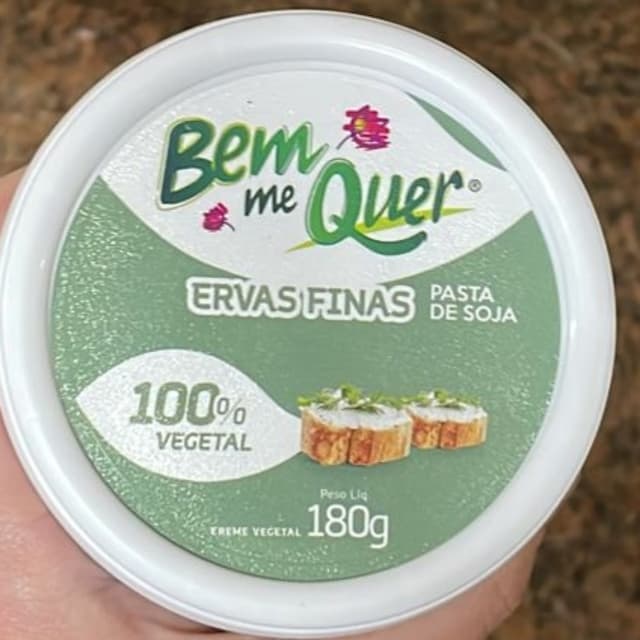 Bem
me Quer®
ERVAS FINAS
PASTA
DE SOJA
100%
VEGETAL
Peso Líq
CREME VEGETAL 180g